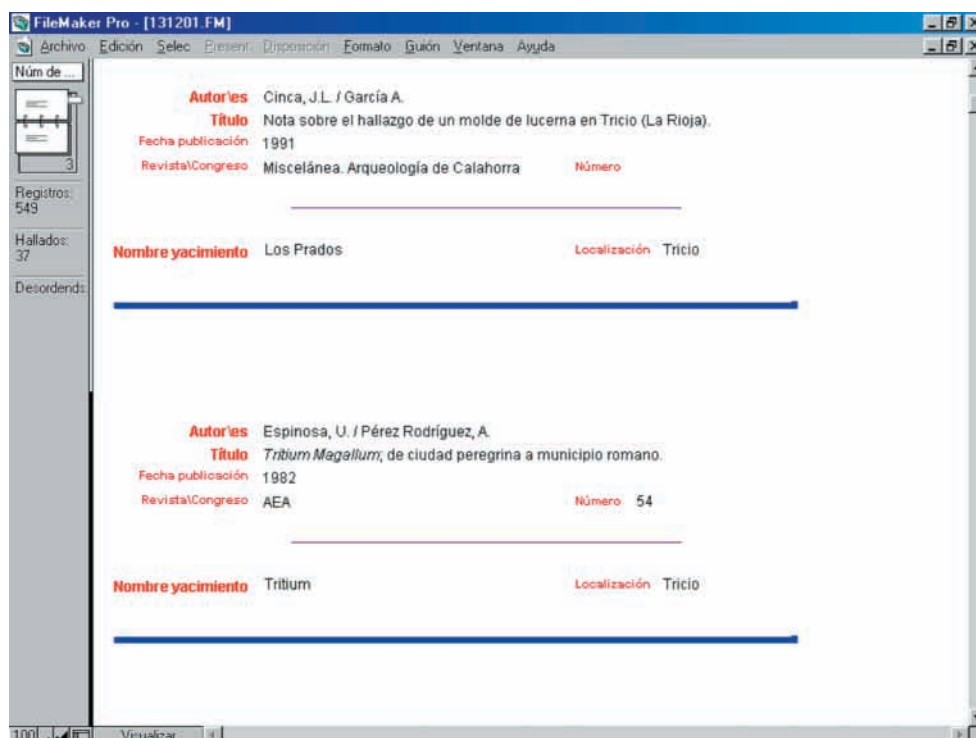 FileMaker Pro - [131201.FM]
Archivo Edición Selec Present. Disposición Formato Guión Ventana Ayuda
Núm de ...
3
Registros:
549
Hallados:
37
Desordends
Autor\es Cinca, J.L. / García A.
Título Nota sobre el hallazgo de un molde de lucerna en Tricio (La Rioja).
Fecha publicación 1991
Revista\Congreso Miscelánea. Arqueología de Calahorra Número
Nombre yacimiento Los Prados Localización Tricio
Autor\es Espinosa, U. / Pérez Rodríguez, A.
Título Tritium Magallum; de ciudad peregrina a municipio romano.
Fecha publicación 1982
Revista\Congreso AEA Número 54
Nombre yacimiento Tritium Localización Tricio
100 Visualizar